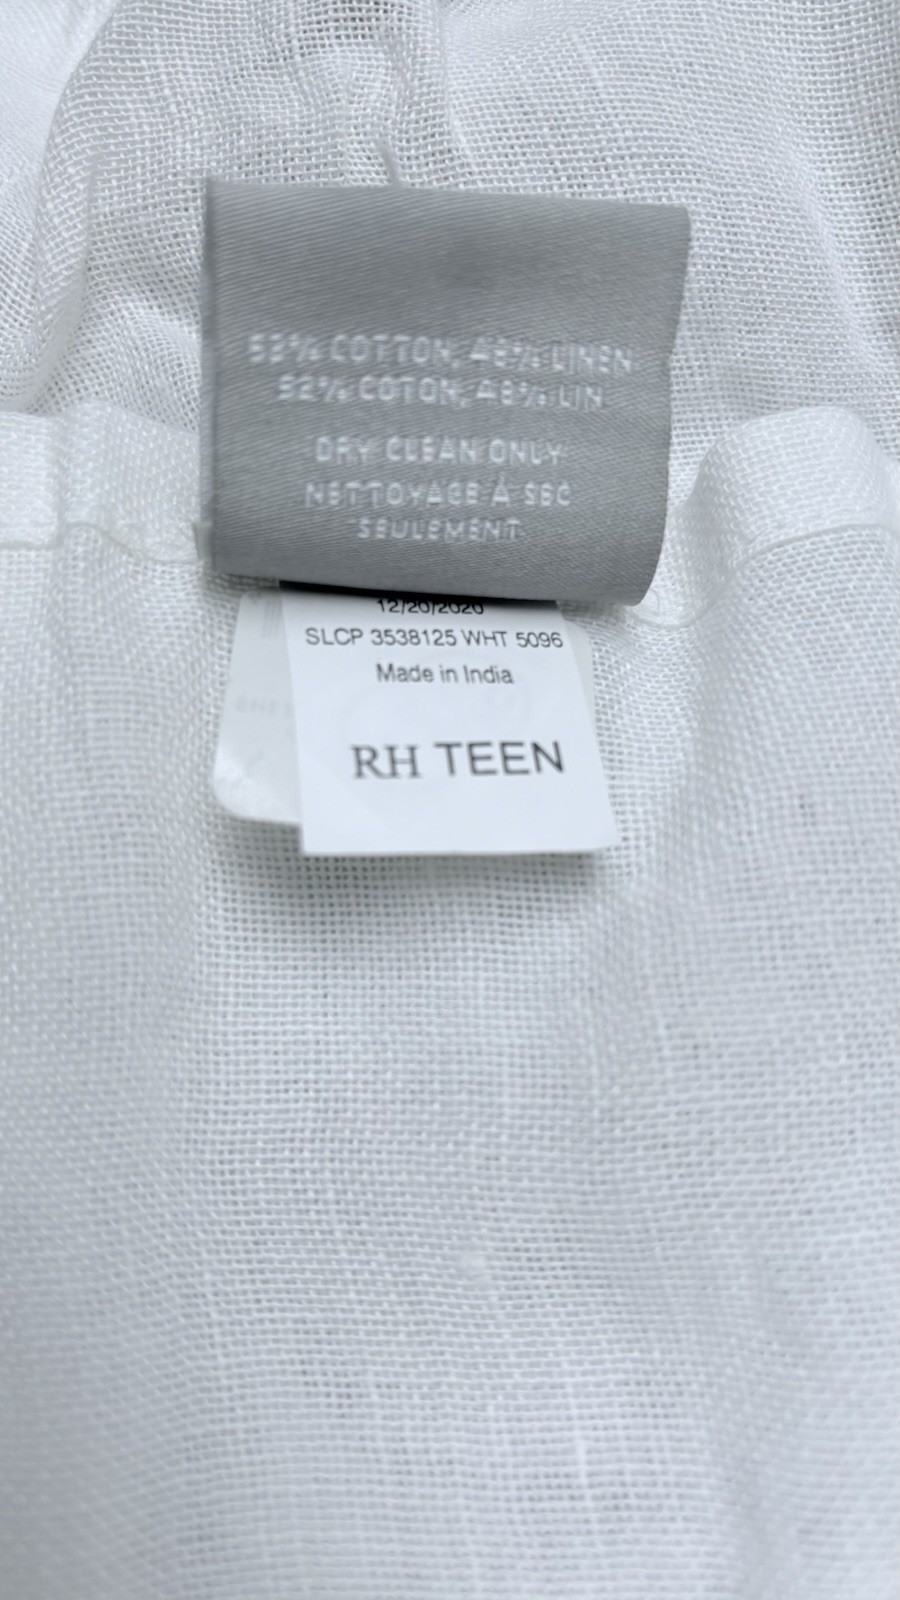 52% COTTON, 48% LINEN
52% COTON, 48% LIN
DRY CLEAN ONLY
NETTOYAGE À SEC
SEULEMENT
12/20/2020
SLCP 3538125 WHT 5096
Made in India
RH TEEN